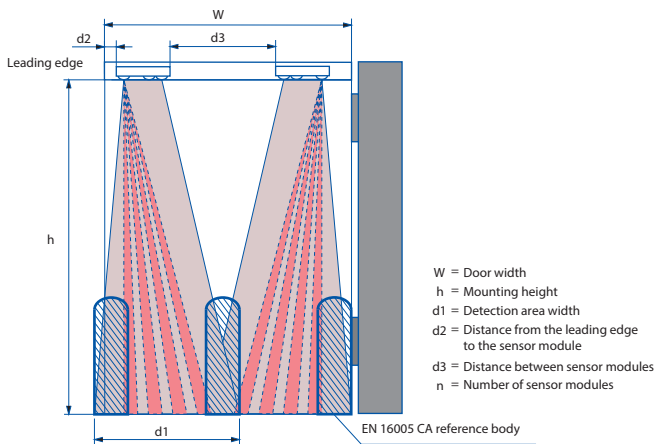 W
d2
d3
Leading edge
h
W = Door width
h = Mounting height
d1 = Detection area width
d2 = Distance from the leading edge
to the sensor module
d3 = Distance between sensor modules
n = Number of sensor modules
EN 16005 CA reference body
d1